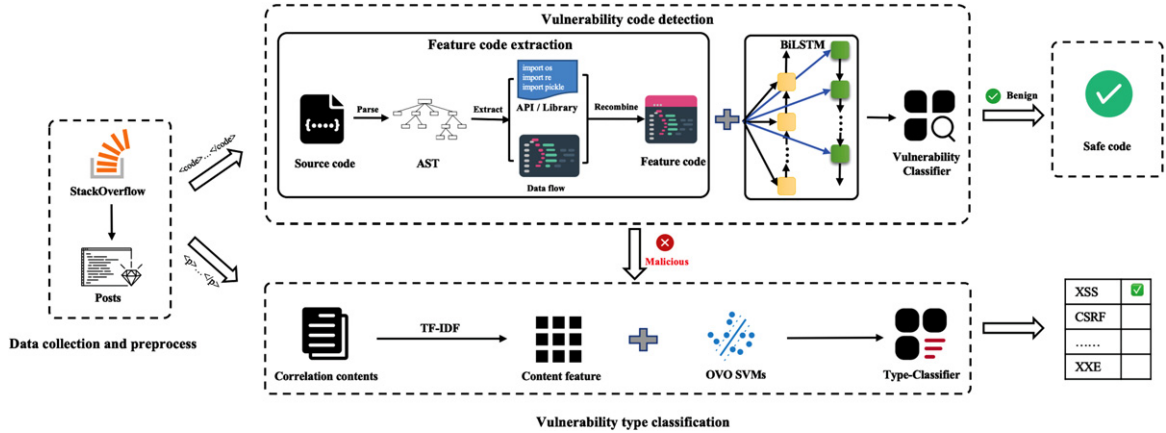 Vulnerability code detection
Feature code extraction
import os
import re
import pickle
API / Library
Parse
Extract
Recombine
{....}
Source code
AST
Data flow
Feature code
BiLSTM
Vulnerability
Classifier
Benign
Safe code
StackOverflow
Posts
<code>...</code>
<p>... </p>
Data collection and preprocess
Malicious
TF-IDF
Correlation contents
Content feature
OVO SVMs
Type-Classifier
XSS
CSRF
......
XXE
Vulnerability type classification